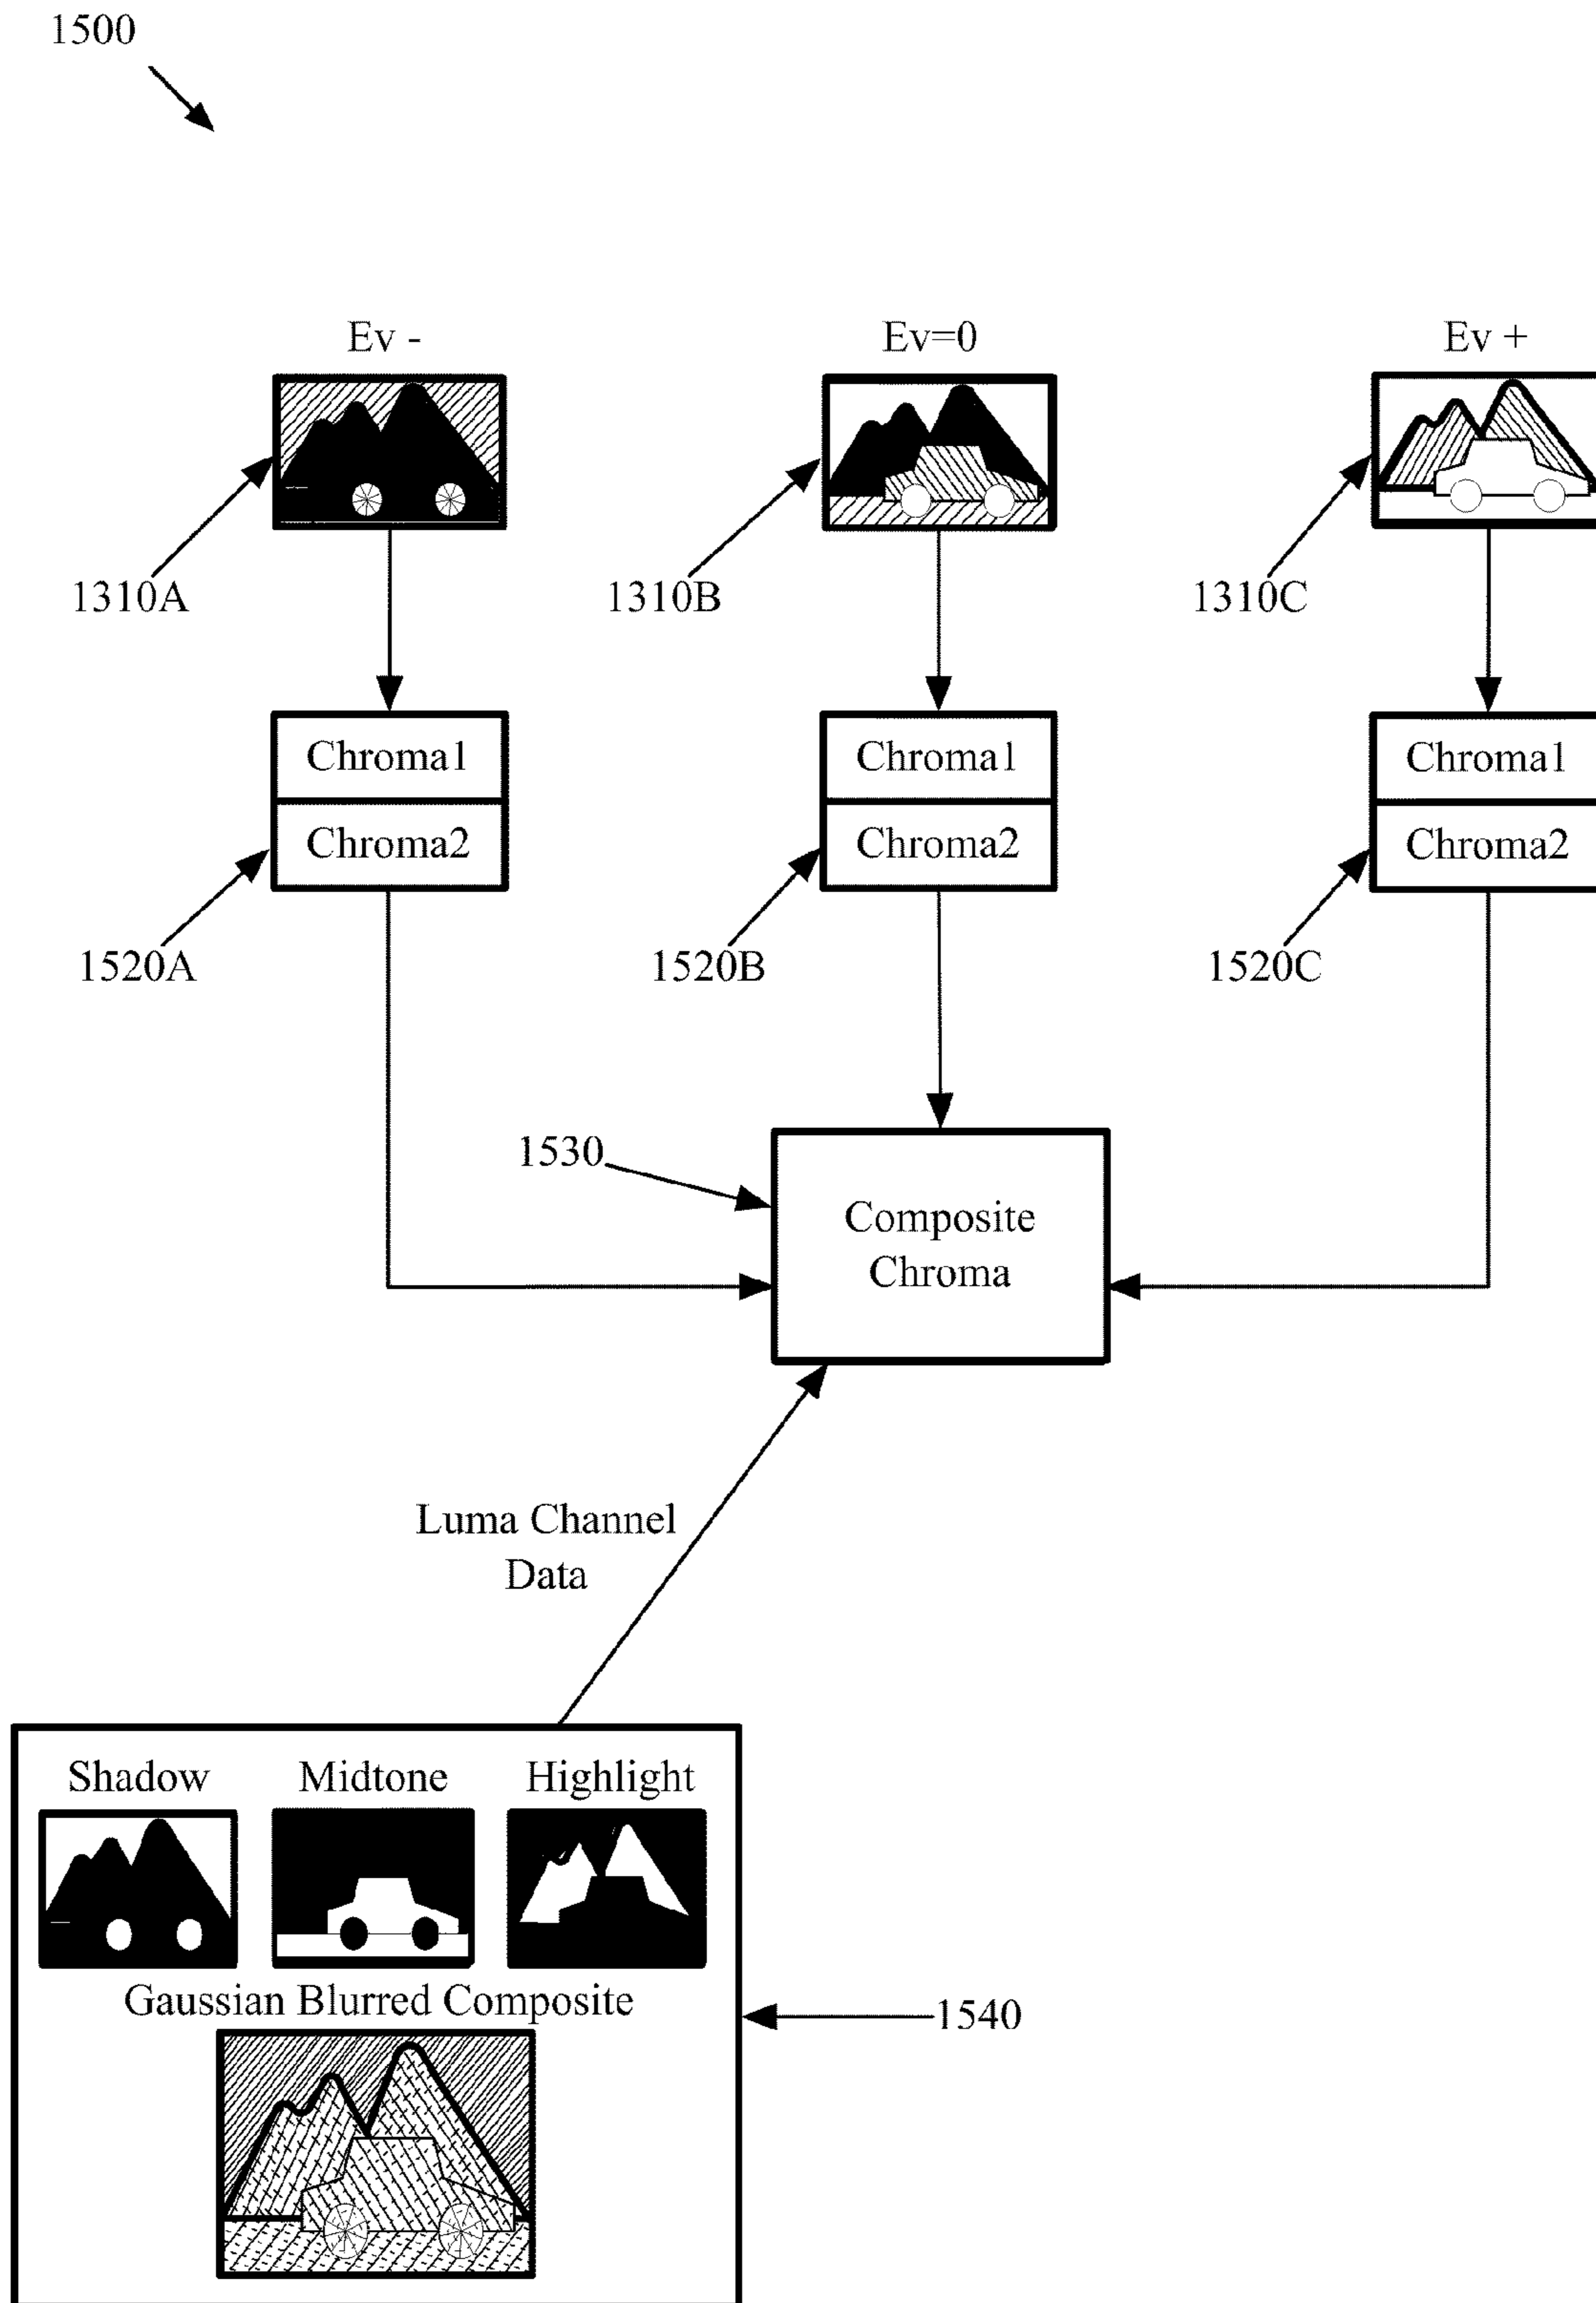 1500
Ev -
Ev=0
Ev +
1310A
1310B
1310C
Chroma1
Chroma1
Chroma1
Chroma2
Chroma2
Chroma2
1520A
1520B
1520C
1530
Composite
Chroma
Luma Channel
Data
Shadow
Midtone
Highlight
Gaussian Blurred Composite
1540